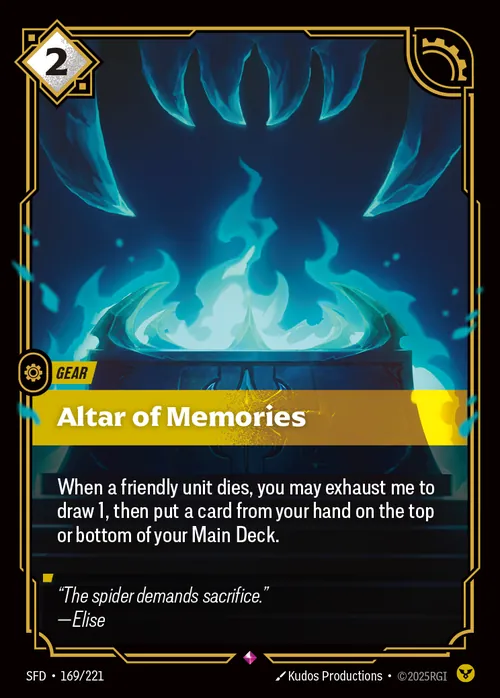 2
GEAR
Altar of Memories
When a friendly unit dies, you may exhaust me to
draw 1, then put a card from your hand on the top
or bottom of your Main Deck.
“The spider demands sacrifice.”
—Elise
SFD • 169/221
Kudos Productions • ©2025RGI